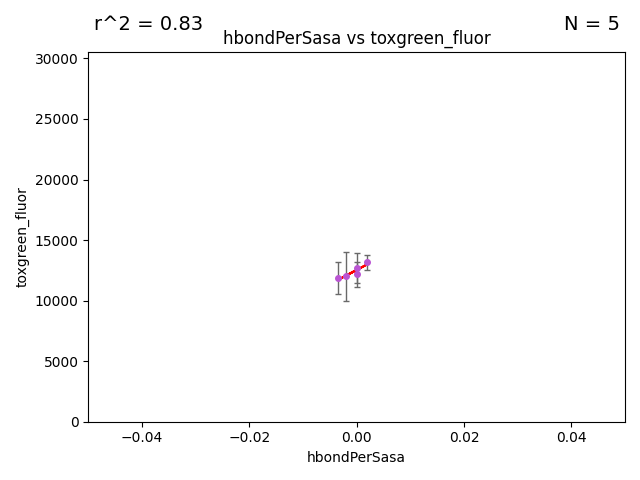 r^2 = 0.83
N = 5
hbondPerSasa vs toxgreen_fluor
30000
25000
20000
15000
10000
5000
0
toxgreen_fluor
−0.04
−0.02
0.00
0.02
0.04
hbondPerSasa